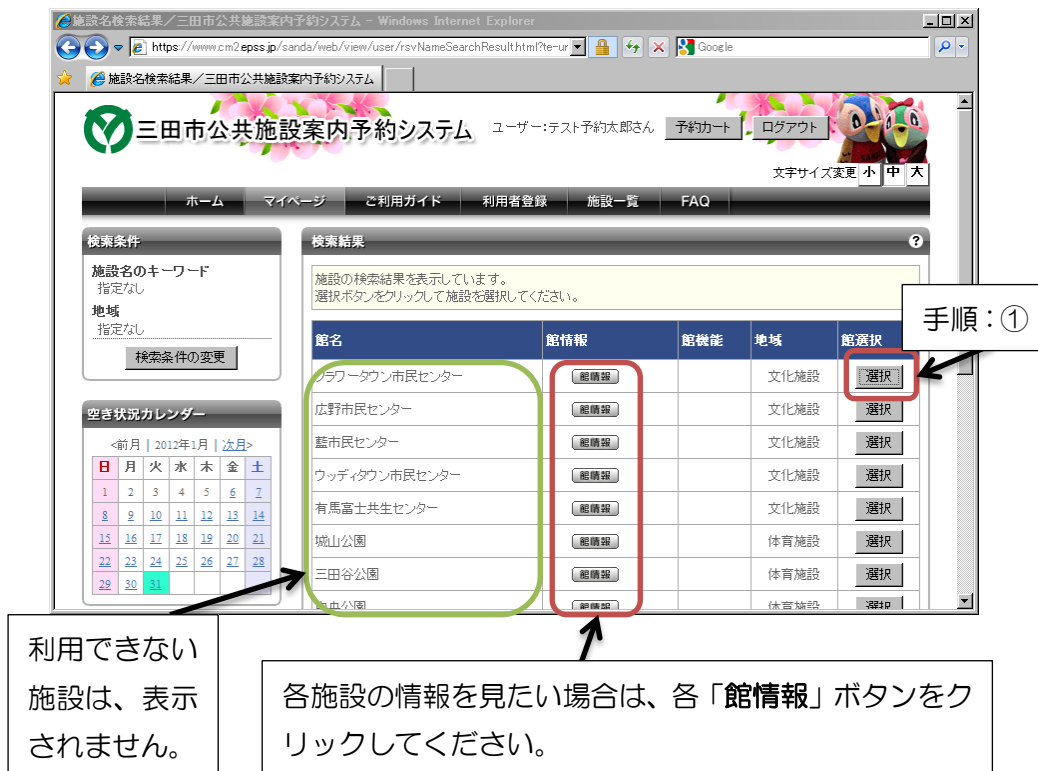 施設名検索結果／三田市公共施設案内予約システム - Windows Internet Explorer
https://www.cm2.epss.jp/sanda/web/view/user/rsvNameSearchResult.html?te-ur
Google
施設名検索結果／三田市公共施設案内予約システム
三田市公共施設案内予約システム
ユーザー：テスト予約太郎さん
予約カート
ログアウト
文字サイズ変更 小 中 大
ホーム マイページ ご利用ガイド 利用者登録 施設一覧 FAQ
検索条件
施設名のキーワード
指定なし
地域
指定なし
検索条件の変更
空き状況カレンダー
<前月 | 2012年1月 | 次月>
日 月 火 水 木 金 土
1 2 3 4 5 6 7
8 9 10 11 12 13 14
15 16 17 18 19 20 21
22 23 24 25 26 27 28
29 30 31
検索結果 ?
施設の検索結果を表示しています。
選択ボタンをクリックして施設を選択してください。
館名 館情報 館機能 地域 館選択
フラワータウン市民センター 館情報 文化施設 選択
広野市民センター 館情報 文化施設 選択
藍市民センター 館情報 文化施設 選択
ウッディタウン市民センター 館情報 文化施設 選択
有馬富士共生センター 館情報 文化施設 選択
城山公園 館情報 体育施設 選択
三田谷公園 館情報 体育施設 選択
中央公園 館情報 体育施設 選択
手順：①
利用できない
施設は、表示
されません。
各施設の情報を見たい場合は、各「館情報」ボタンをク
リックしてください。